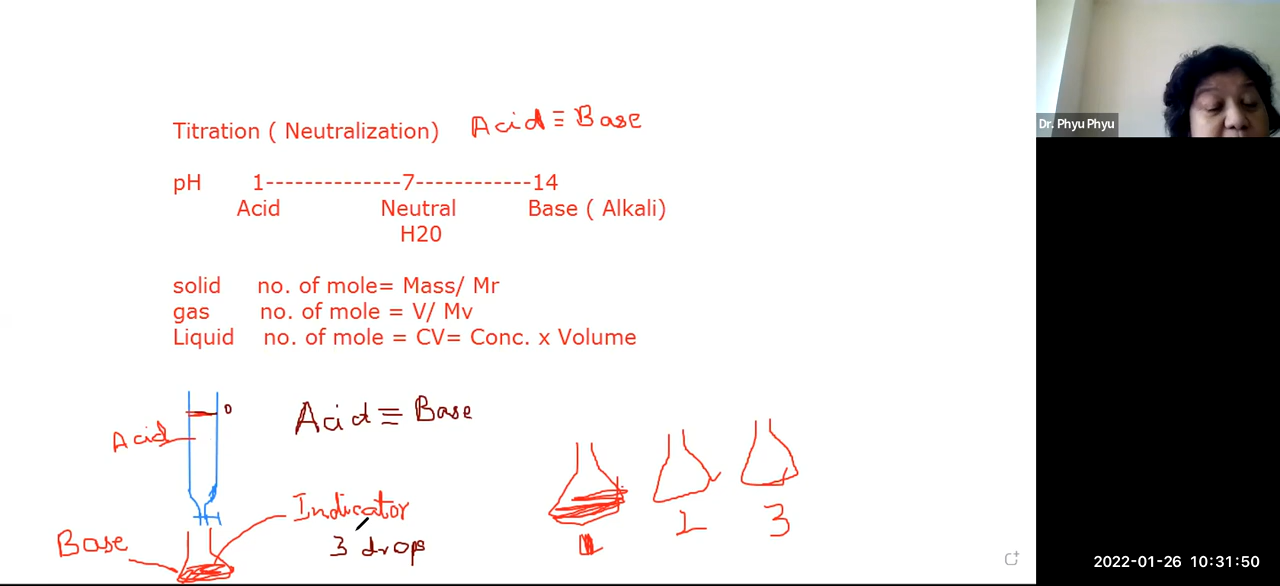 Titration ( Neutralization) Acid ≡ Base
pH 1--------------7------------14
Acid Neutral Base ( Alkali)
H20
solid no. of mole= Mass/ Mr
gas no. of mole = V/ Mv
Liquid no. of mole = CV= Conc. x Volume
0
Acid
Acid ≡ Base
Indicator
3 drops
Base
2
3
Dr. Phyu Phyu
2022-01-26 10:31:50